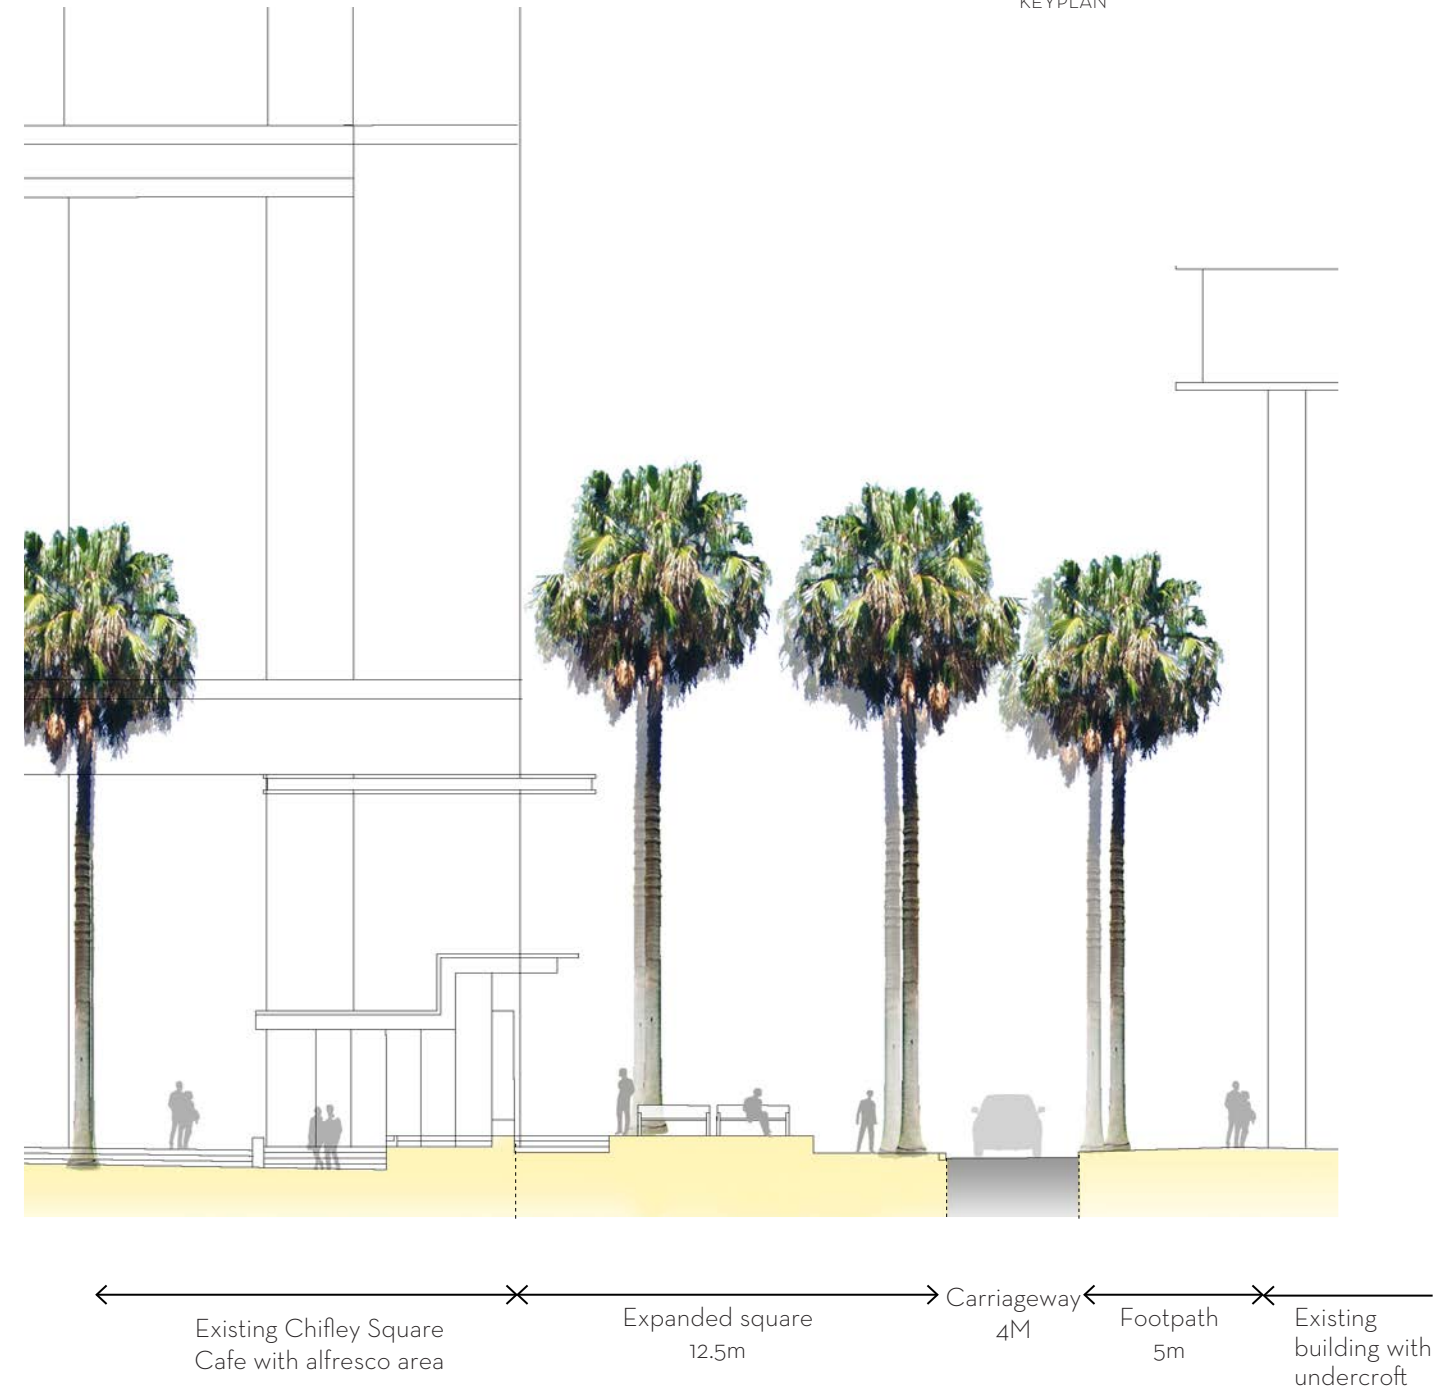 KEYPLAN
Existing Chifley Square
Cafe with alfresco area
Expanded square
12.5m
Carriageway
4M
Footpath
5m
Existing
building with
undercroft